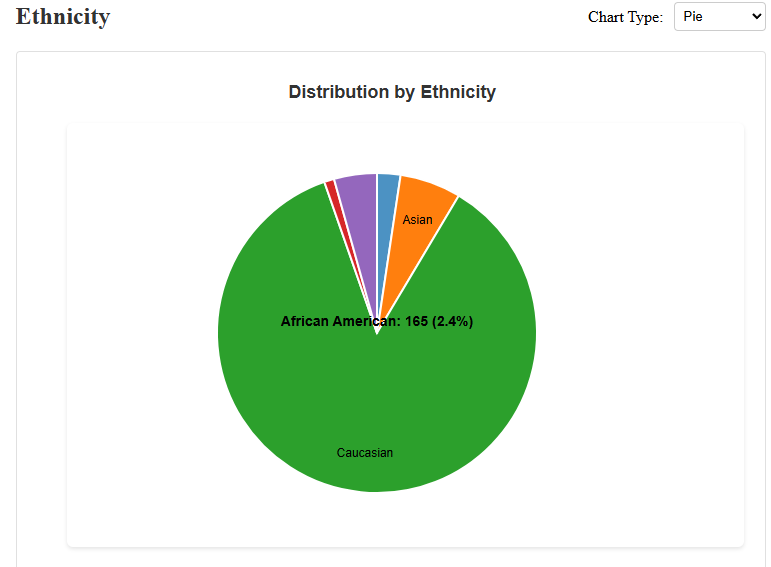 Ethnicity
Chart Type: Pie
Distribution by Ethnicity
Asian
African American: 165 (2.4%)
Caucasian